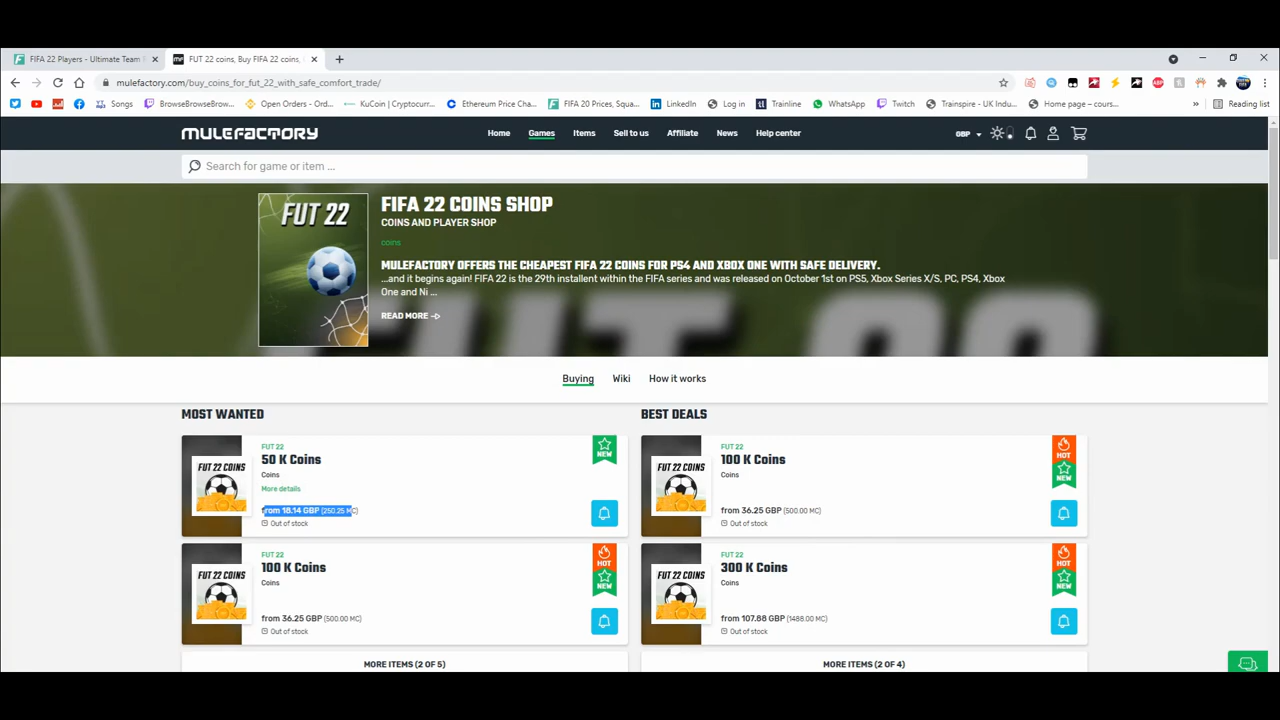 FIFA 22 Players - Ultimate Team
FUT 22 coins, Buy FIFA 22 coins,
mulefactory.com/buy_coins_for_fut_22_with_safe_comfort_trade/
Songs
BrowseBrowseBrow...
Open Orders - Ord...
KuCoin | Cryptocurr...
Ethereum Price Cha...
FIFA 20 Prices, Squa...
LinkedIn
Log in
Trainline
WhatsApp
Twitch
Trainspire - UK Indu...
Home page – cours...
Reading list
MULEFACTORY
Home
Games
Items
Sell to us
Affiliate
News
Help center
GBP
Search for game or item ...
FUT 22
FIFA 22 COINS SHOP
COINS AND PLAYER SHOP
coins
MULEFACTORY OFFERS THE CHEAPEST FIFA 22 COINS FOR PS4 AND XBOX ONE WITH SAFE DELIVERY.
...and it begins again! FIFA 22 is the 29th installent within the FIFA series and was released on October 1st on PS5, Xbox Series X/S, PC, PS4, Xbox
One and Ni ...
READ MORE
Buying
Wiki
How it works
MOST WANTED
FUT 22 COINS
FUT 22
50 K Coins
Coins
More details
from 18.14 GBP (250.25 MC)
Out of stock
NEW
FUT 22 COINS
FUT 22
100 K Coins
Coins
from 36.25 GBP (500.00 MC)
Out of stock
HOT
NEW
MORE ITEMS (2 OF 5)
BEST DEALS
FUT 22 COINS
FUT 22
100 K Coins
Coins
from 36.25 GBP (500.00 MC)
Out of stock
HOT
NEW
FUT 22 COINS
FUT 22
300 K Coins
Coins
from 107.88 GBP (1488.00 MC)
Out of stock
HOT
NEW
MORE ITEMS (2 OF 4)